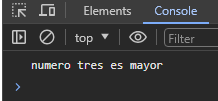 Elements Console
top Filter
numero tres es mayor